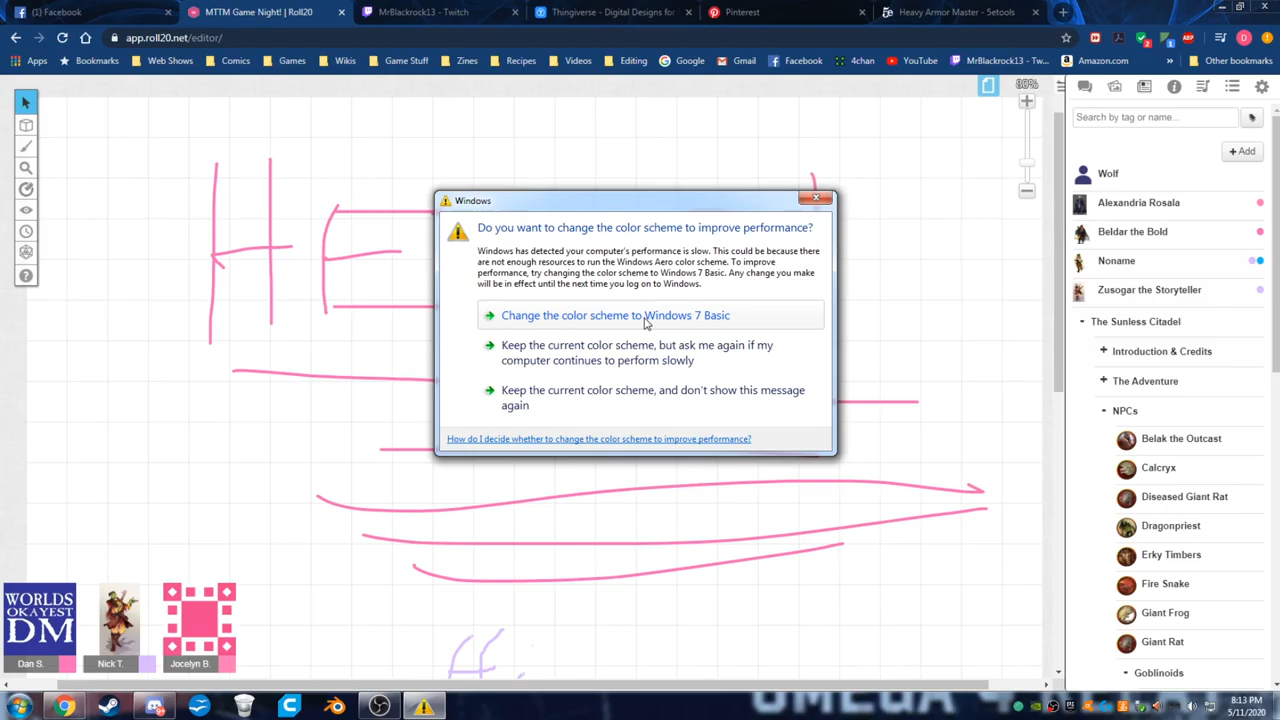 (1) Facebook
MTTM Game Night! | Roll20
MrBlackrock13 - Twitch
Thingiverse - Digital Designs for
Pinterest
Heavy Armor Master - 5etools
app.roll20.net/editor/
Apps
Bookmarks
Web Shows
Comics
Games
Wikis
Game Stuff
Zines
Recipes
Videos
Editing
Google
Gmail
Facebook
4chan
YouTube
MrBlackrock13 - Tw...
Amazon.com
»
Other bookmarks
80%
Search by tag or name...
+ Add
Wolf
Alexandria Rosala
Beldar the Bold
Noname
Zusogar the Storyteller
The Sunless Citadel
Introduction & Credits
The Adventure
NPCs
Belak the Outcast
Calcryx
Diseased Giant Rat
Dragonpriest
Erky Timbers
Fire Snake
Giant Frog
Giant Rat
Goblinoids
HE
Windows
Do you want to change the color scheme to improve performance?
Windows has detected your computer's performance is slow. This could be because there
are not enough resources to run the Windows Aero color scheme. To improve
performance, try changing the color scheme to Windows 7 Basic. Any change you make
will be in effect until the next time you log on to Windows.
Change the color scheme to Windows 7 Basic
Keep the current color scheme, but ask me again if my
computer continues to perform slowly
Keep the current color scheme, and don't show this message
again
How do I decide whether to change the color scheme to improve performance?
WORLDS
OKAYEST
DM
Dan S.
Nick T.
Jocelyn B.
8:13 PM
5/11/2020